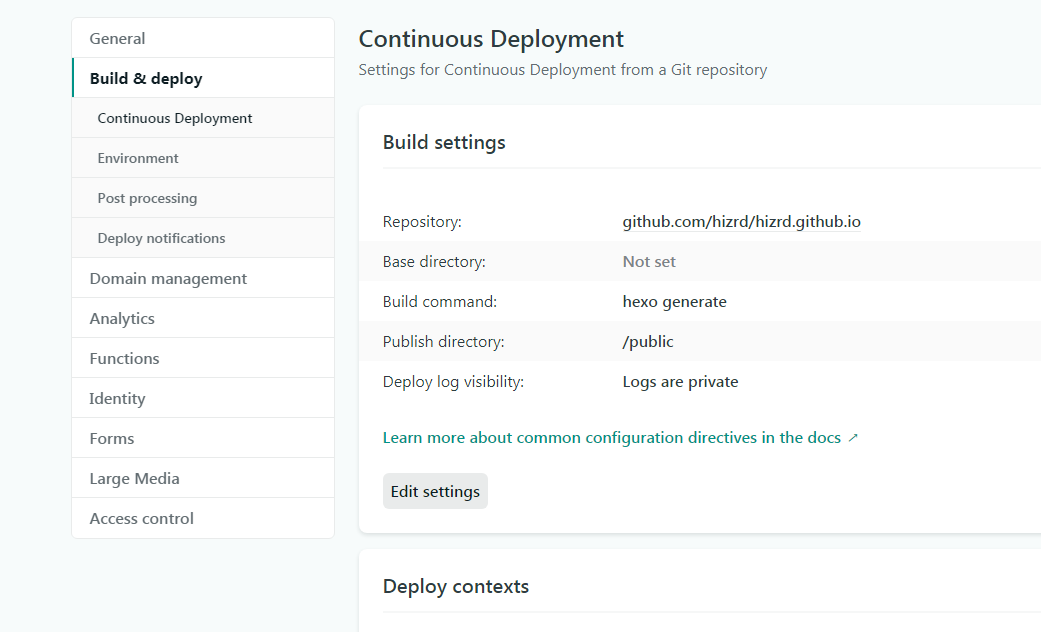 General
Build & deploy
Continuous Deployment
Environment
Post processing
Deploy notifications
Domain management
Analytics
Functions
Identity
Forms
Large Media
Access control
Continuous Deployment
Settings for Continuous Deployment from a Git repository
Build settings
Repository: github.com/hizrd/hizrd.github.io
Base directory: Not set
Build command: hexo generate
Publish directory: /public
Deploy log visibility: Logs are private
Learn more about common configuration directives in the docs ↗
Edit settings
Deploy contexts